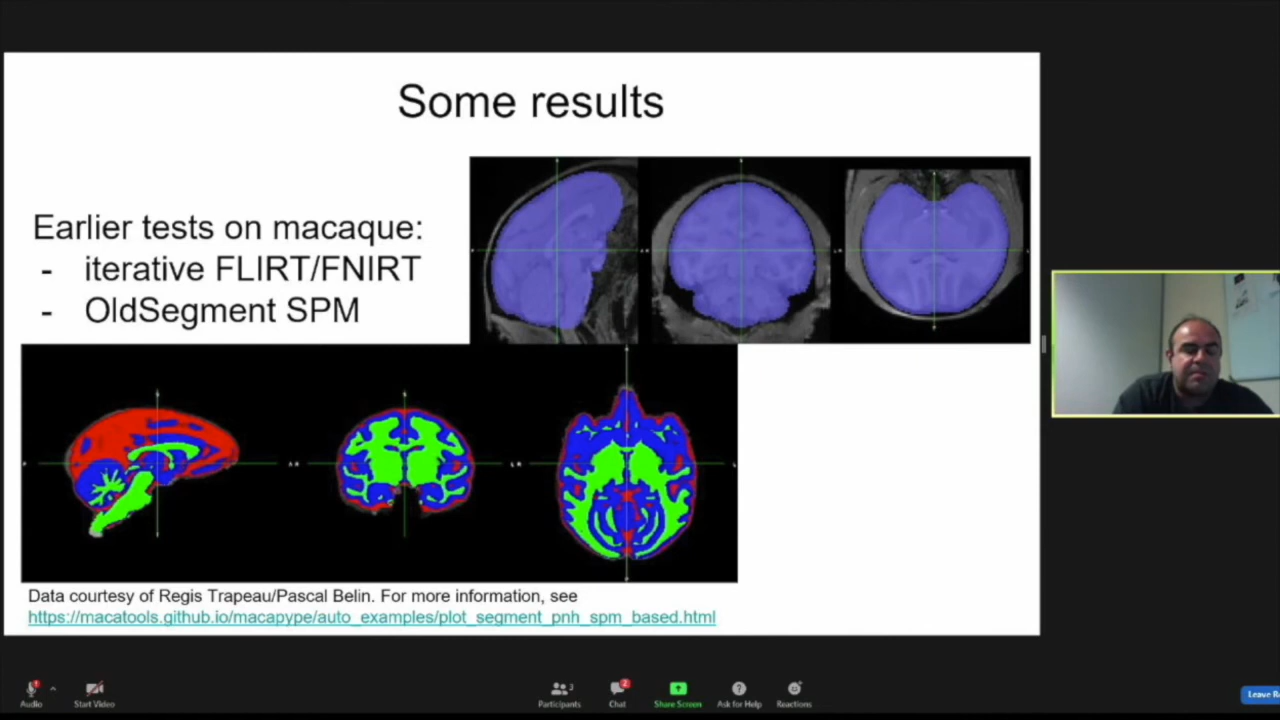 Some results
Earlier tests on macaque:
- iterative FLIRT/FNIRT
- OldSegment SPM
Data courtesy of Regis Trapeau/Pascal Belin. For more information, see
https://macatools.github.io/macapype/auto_examples/plot_segment_pnh_spm_based.html
Audio
Start Video
Participants
3
Chat
2
Share Screen
Ask for Help
Reactions
Leave